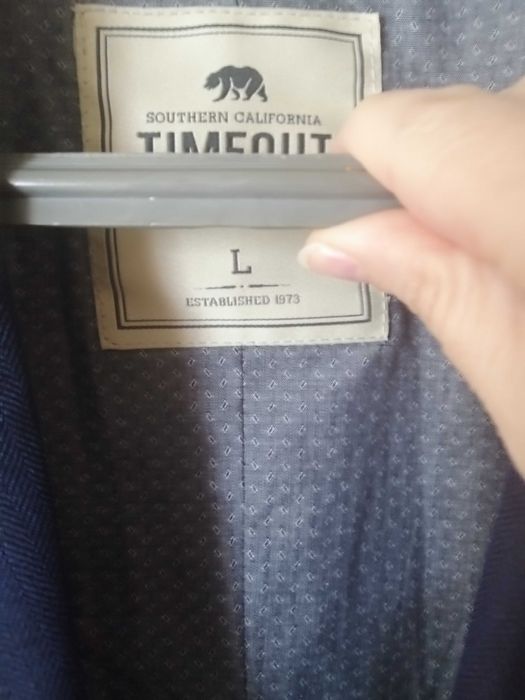 SOUTHERN CALIFORNIA
TIMEOUT
L
ESTABLISHED 1973